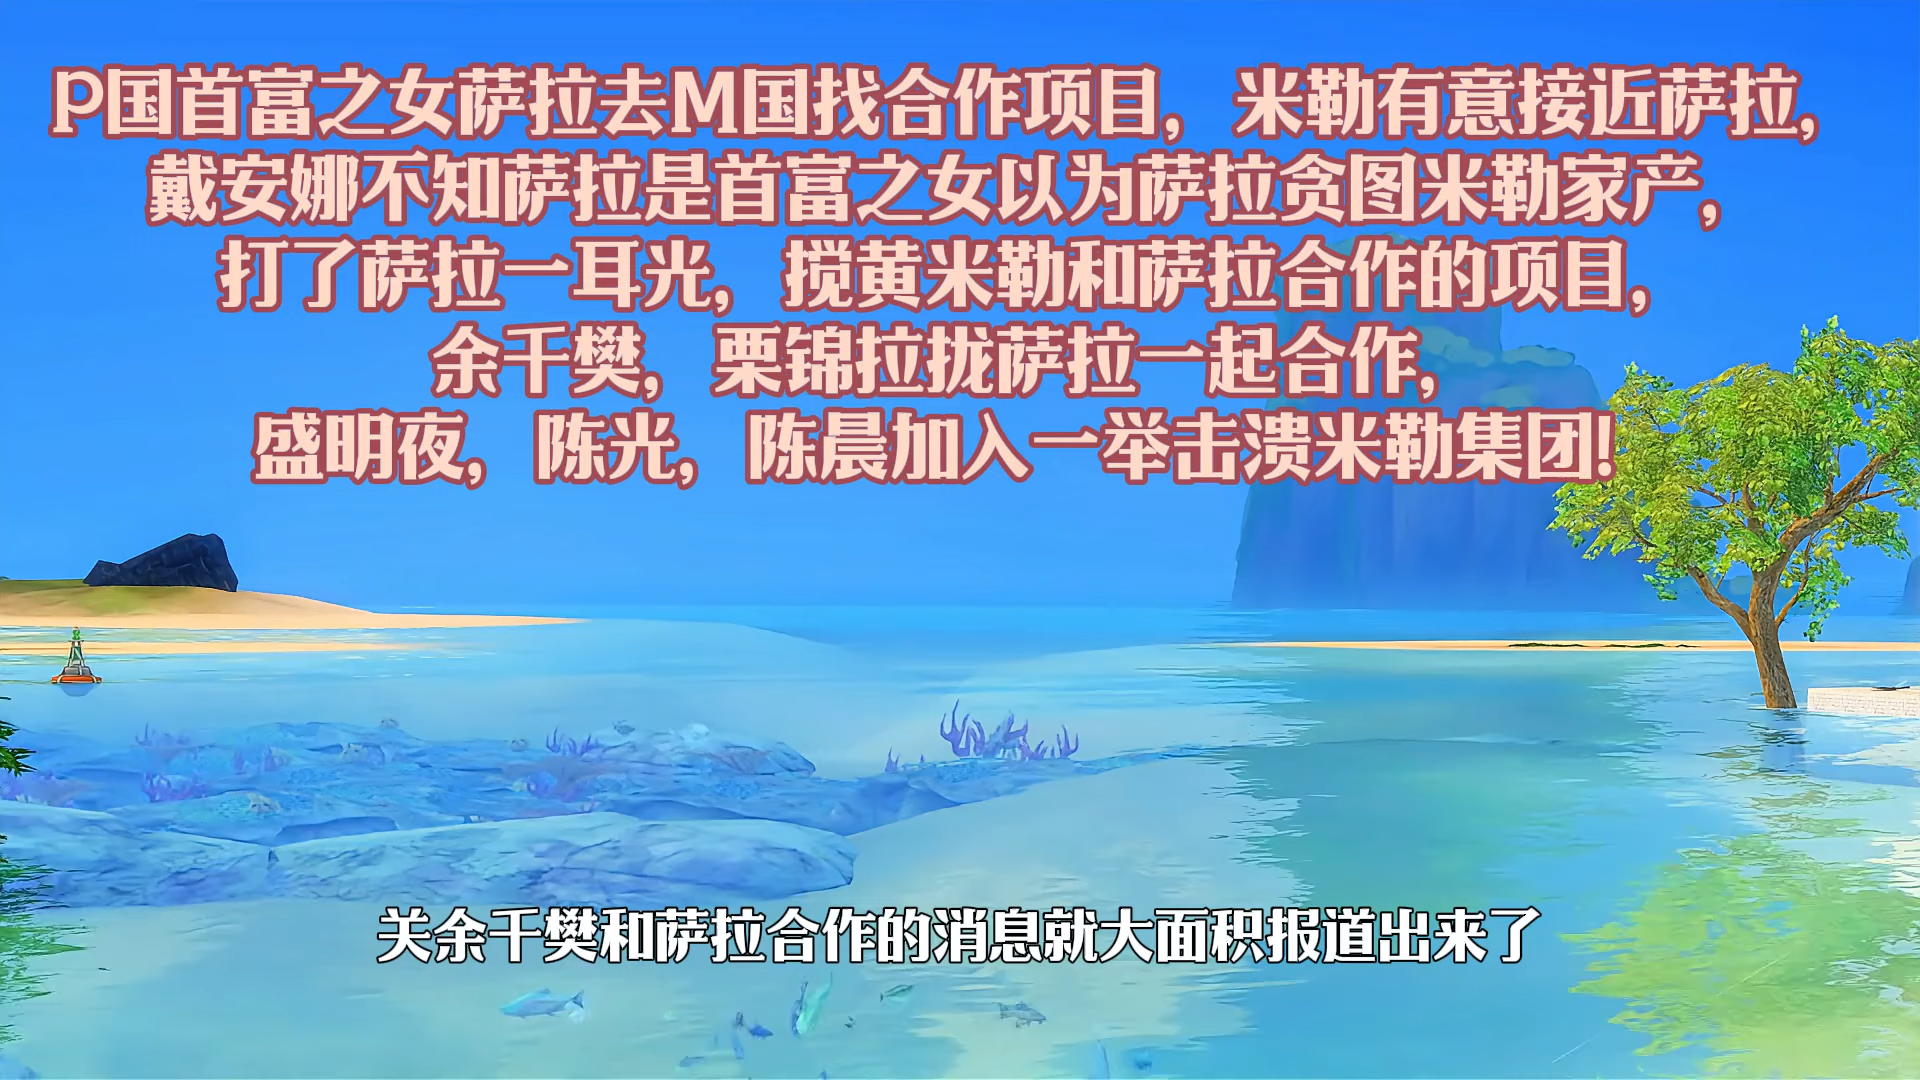 P国首富之女萨拉去M国找合作项目，米勒有意接近萨拉，
戴安娜不知萨拉是首富之女以为萨拉贪图米勒家产，
打了萨拉一耳光，搅黄米勒和萨拉合作的项目，
余千樊，栗锦拉拢萨拉一起合作，
盛明夜，陈光，陈晨加入一举击溃米勒集团！
关余千樊和萨拉合作的消息就大面积报道出来了